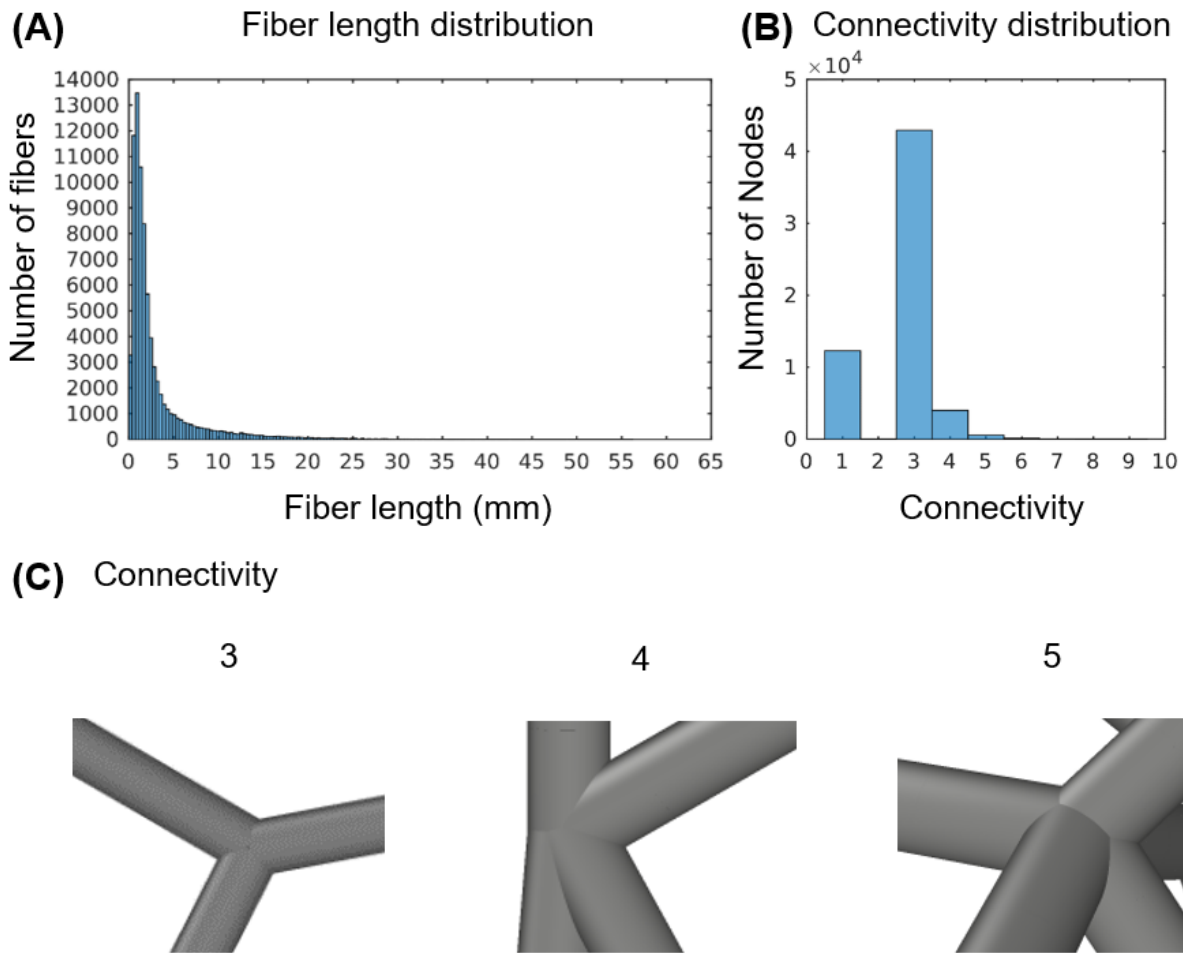 (A) Fiber length distribution
Number of fibers
14000
13000
12000
11000
10000
9000
8000
7000
6000
5000
4000
3000
2000
1000
0
0 5 10 15 20 25 30 35 40 45 50 55 60 65
Fiber length (mm)
(B) Connectivity distribution
×10⁴
Number of Nodes
5
4
3
2
1
0
0 1 2 3 4 5 6 7 8 9 10
Connectivity
(C) Connectivity
3 4 5